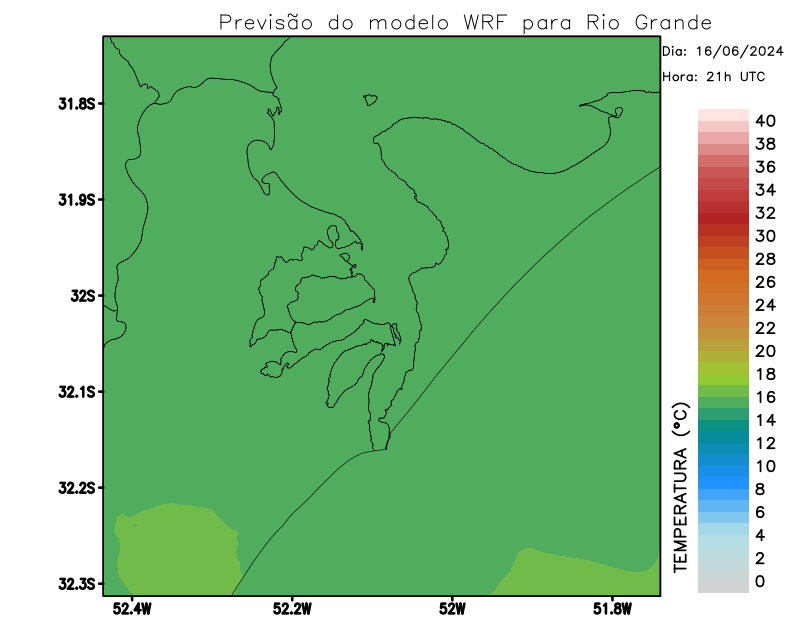 Previsão do modelo WRF para Rio Grande
Dia: 16/06/2024
Hora: 21h UTC
31.8S
31.9S
32S
32.1S
32.2S
32.3S
52.4W
52.2W
52W
51.8W
TEMPERATURA (°C)
40
38
36
34
32
30
28
26
24
22
20
18
16
14
12
10
8
6
4
2
0